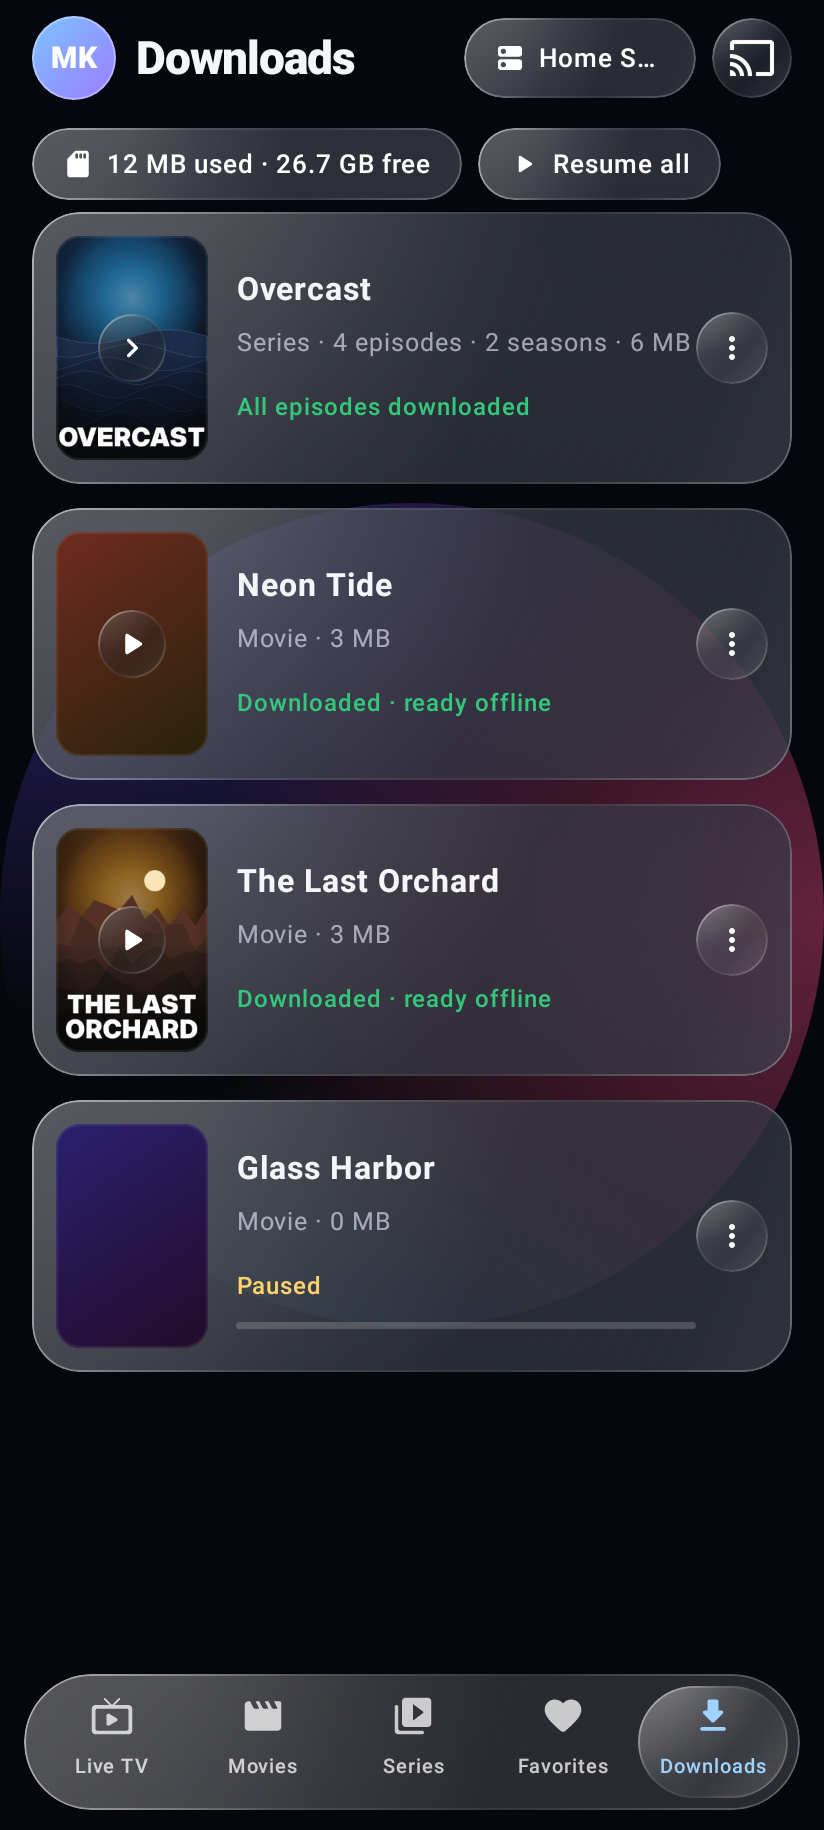 MK Downloads Home S...
12 MB used · 26.7 GB free Resume all
Overcast
Series · 4 episodes · 2 seasons · 6 MB
All episodes downloaded
OVERCAST
Neon Tide
Movie · 3 MB
Downloaded · ready offline
The Last Orchard
Movie · 3 MB
Downloaded · ready offline
THE LAST
ORCHARD
Glass Harbor
Movie · 0 MB
Paused
Live TV Movies Series Favorites Downloads